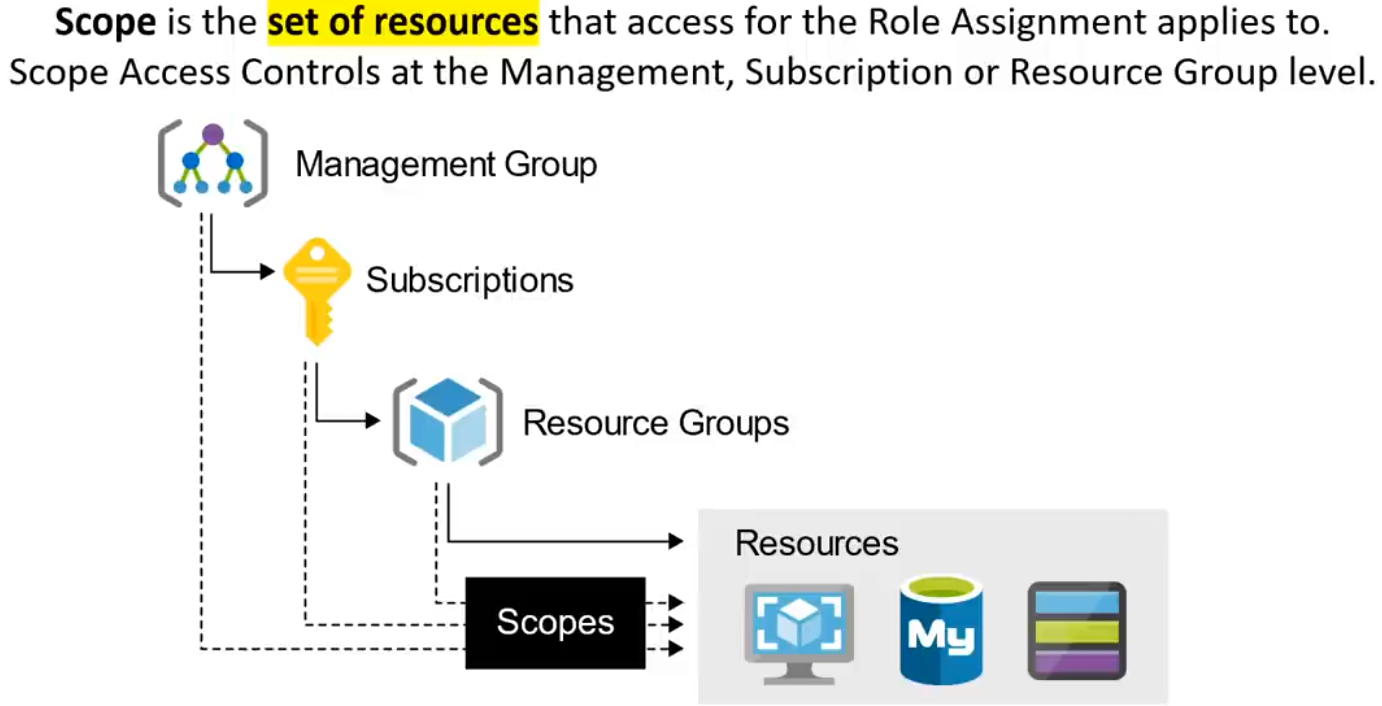 Scope is the set of resources that access for the Role Assignment applies to.
Scope Access Controls at the Management, Subscription or Resource Group level.
Management Group
Subscriptions
Resource Groups
Resources
Scopes
My